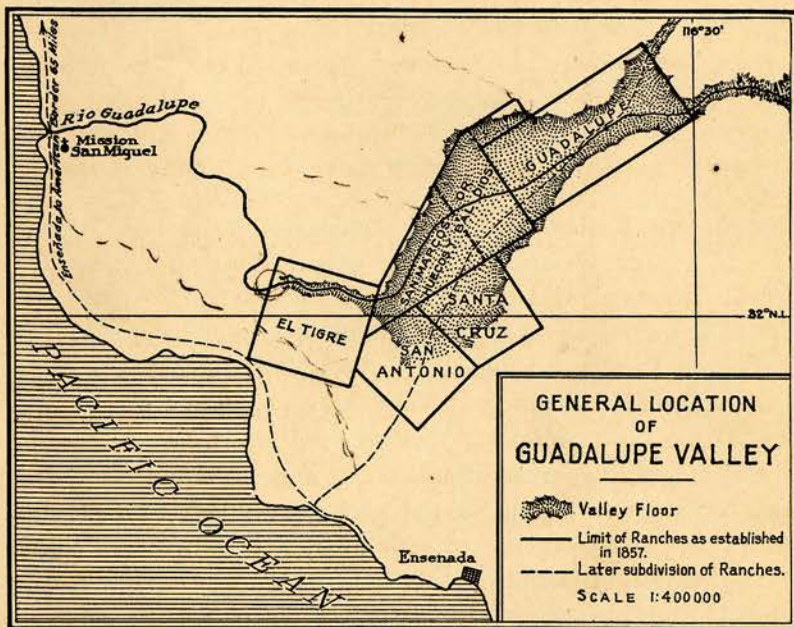 116°30'
Ensenada to American Border 65 Miles
Rio Guadalupe
Mission
San Miguel
GUADALUPE
SAN MARCOS OR
HUECOS Y BALDIOS
SANTA
CRUZ
EL TIGRE
32°N.L.
SAN
ANTONIO
PACIFIC OCEAN
Ensenada
GENERAL LOCATION
OF
GUADALUPE VALLEY
Valley Floor
Limit of Ranches as established
in 1857.
Later subdivision of Ranches.
SCALE 1:400000